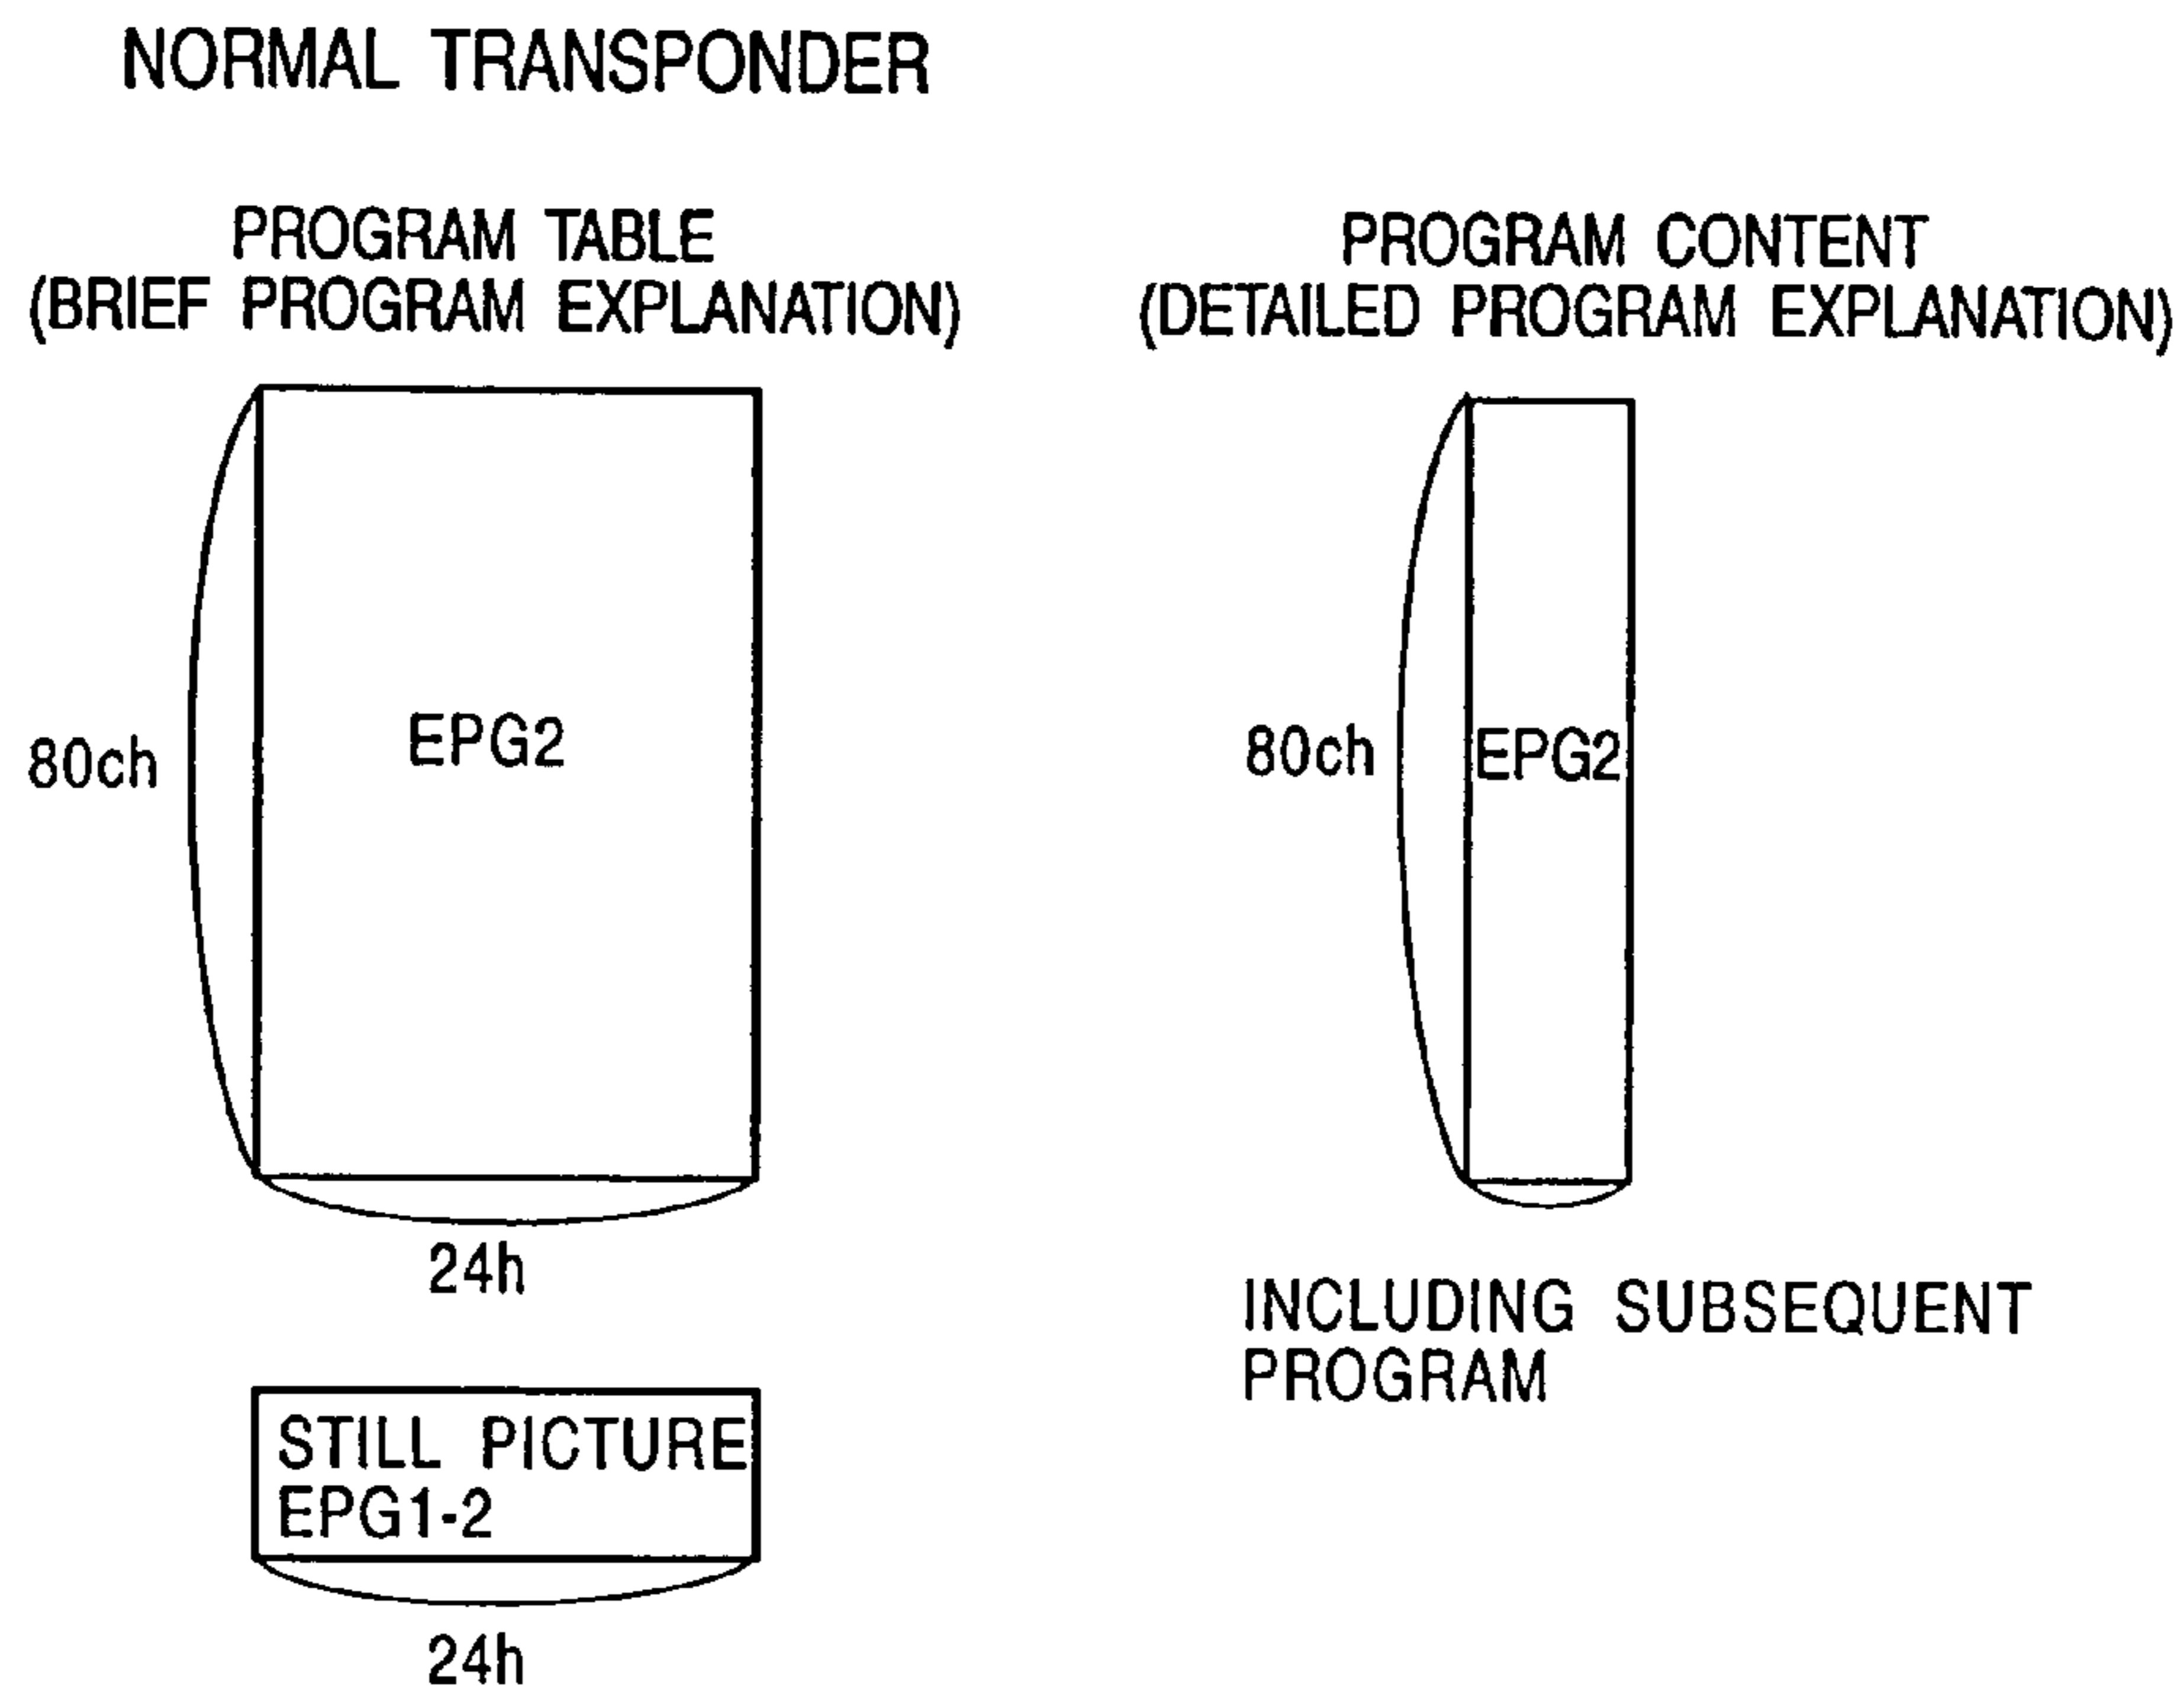 NORMAL TRANSPONDER
PROGRAM TABLE
(BRIEF PROGRAM EXPLANATION)
80ch
EPG2
24h
STILL PICTURE
EPG1-2
24h
PROGRAM CONTENT
(DETAILED PROGRAM EXPLANATION)
80ch
EPG2
INCLUDING SUBSEQUENT
PROGRAM